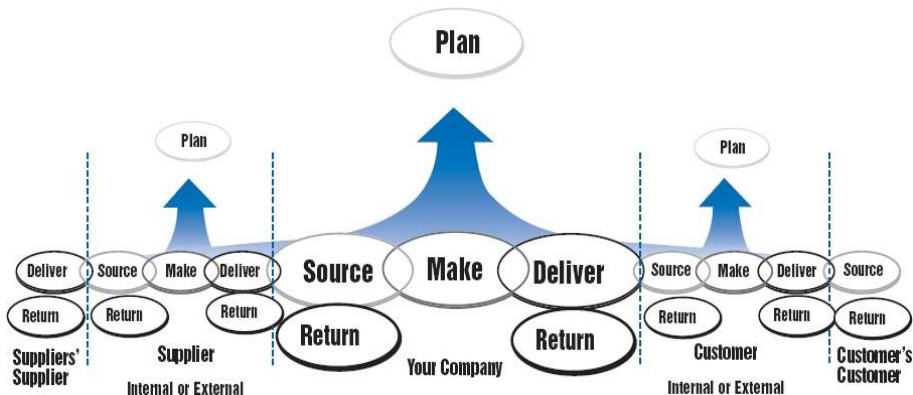 Plan
Plan
Plan
Deliver
Source
Make
Deliver
Source
Make
Deliver
Source
Make
Deliver
Source
Return
Return
Return
Return
Return
Return
Return
Return
Suppliers'
Supplier
Supplier
Internal or External
Your Company
Customer
Internal or External
Customer's
Customer